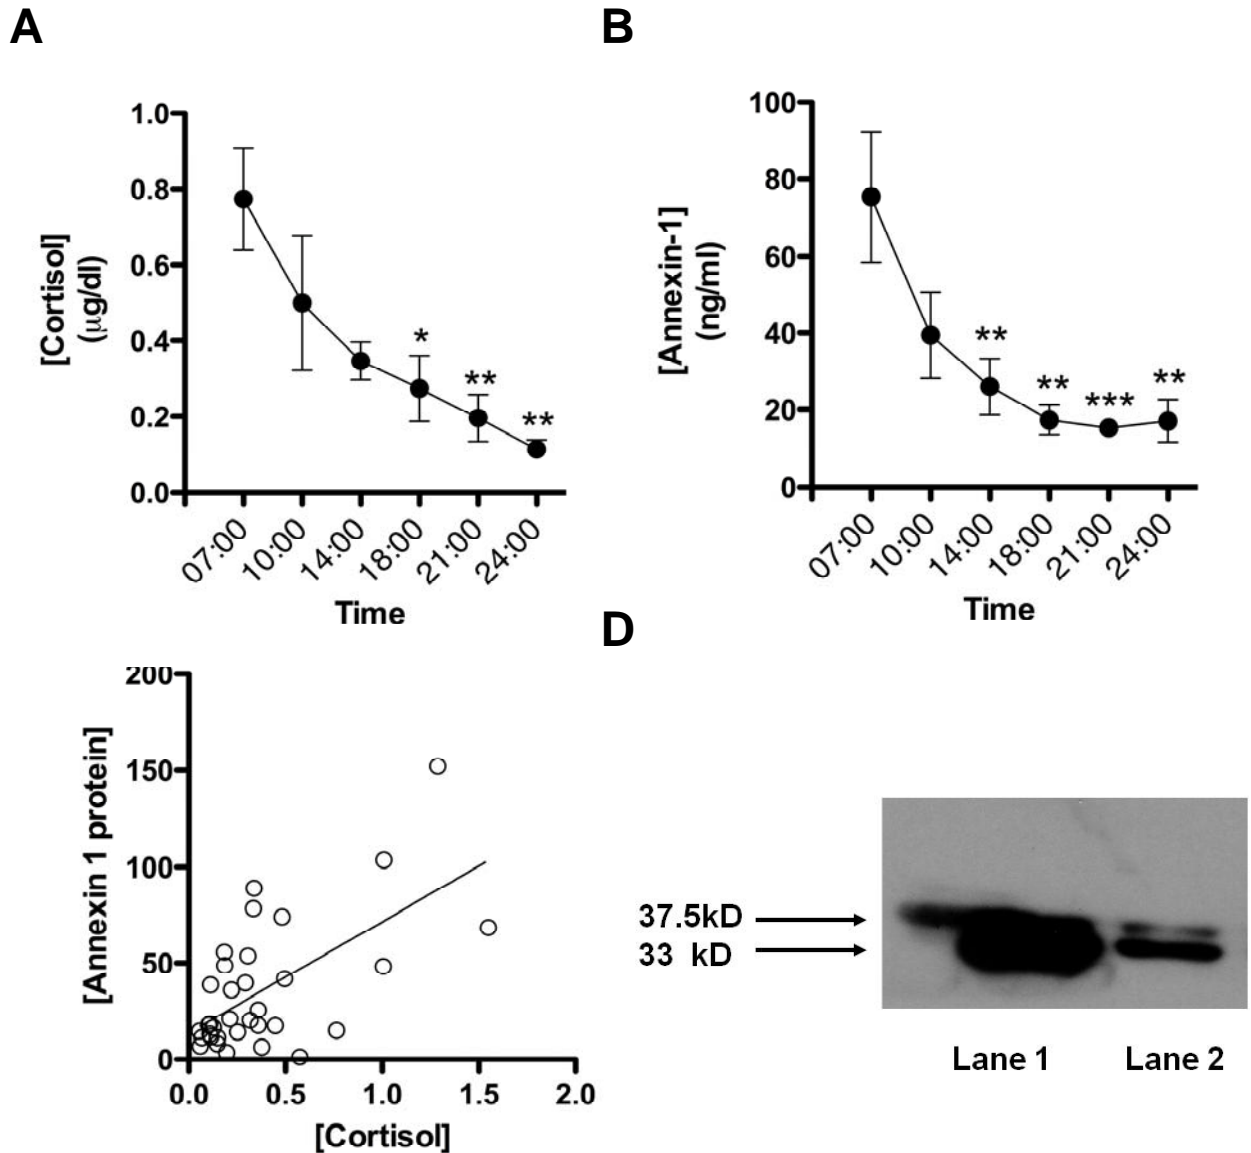 A
B
1.0
0.8
0.6
0.4
0.2
0.0
[Cortisol]
(µg/dl)
*
**
**
07:00
10:00
14:00
18:00
21:00
24:00
Time
100
80
60
40
20
0
[Annexin-1]
(ng/ml)
**
**
***
**
07:00
10:00
14:00
18:00
21:00
24:00
Time
D
200
150
100
50
0
[Annexin 1 protein]
0.0
0.5
1.0
1.5
2.0
[Cortisol]
37.5kD
33 kD
Lane 1
Lane 2